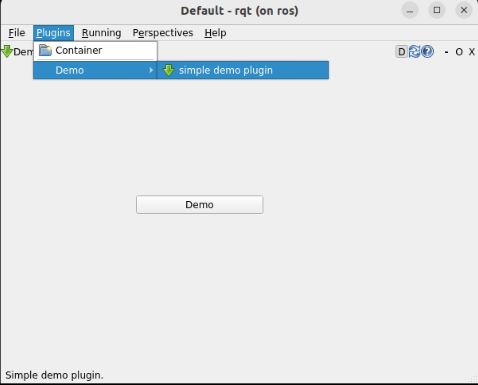 Default - rqt (on ros)
File Plugins Running Perspectives Help
Container
Dem D - O X
Demo simple demo plugin
Demo
Simple demo plugin.